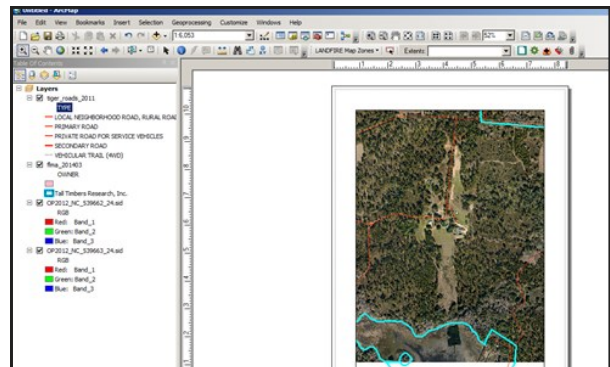 Untitled - ArcMap
File Edit View Bookmarks Insert Selection Geoprocessing Customize Windows Help
1:6,053
52%
LANDFIRE Map Zones
Extent:
Table Of Contents
Layers
tiger_roads_2011
TYPE
LOCAL NEIGHBORHOOD ROAD, RURAL ROAD
PRIMARY ROAD
PRIVATE ROAD FOR SERVICE VEHICLES
SECONDARY ROAD
VEHICULAR TRAIL (4WD)
flma_201403
OWNER
Tall Timbers Research, Inc.
OP2012_NC_539662_24.sid
RGB
Red: Band_1
Green: Band_2
Blue: Band_3
OP2012_NC_539663_24.sid
RGB
Red: Band_1
Green: Band_2
Blue: Band_3